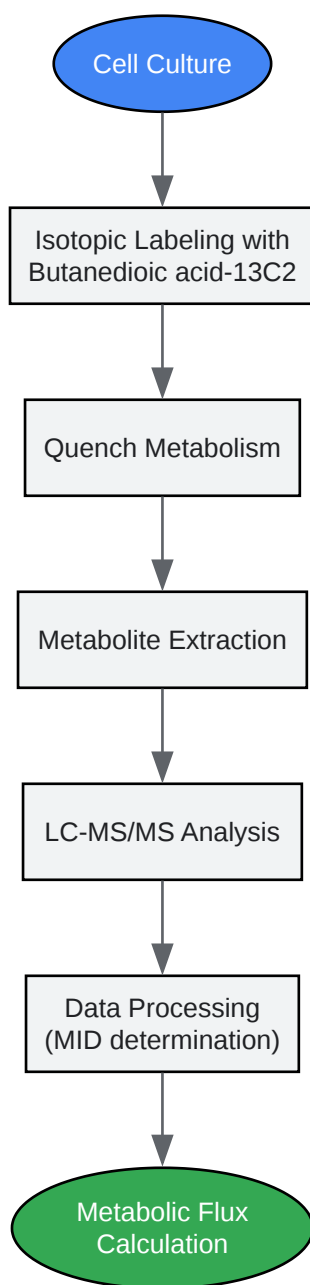 Cell Culture
Isotopic Labeling with
Butanedioic acid-13C2
Quench Metabolism
Metabolite Extraction
LC-MS/MS Analysis
Data Processing
(MID determination)
Metabolic Flux
Calculation